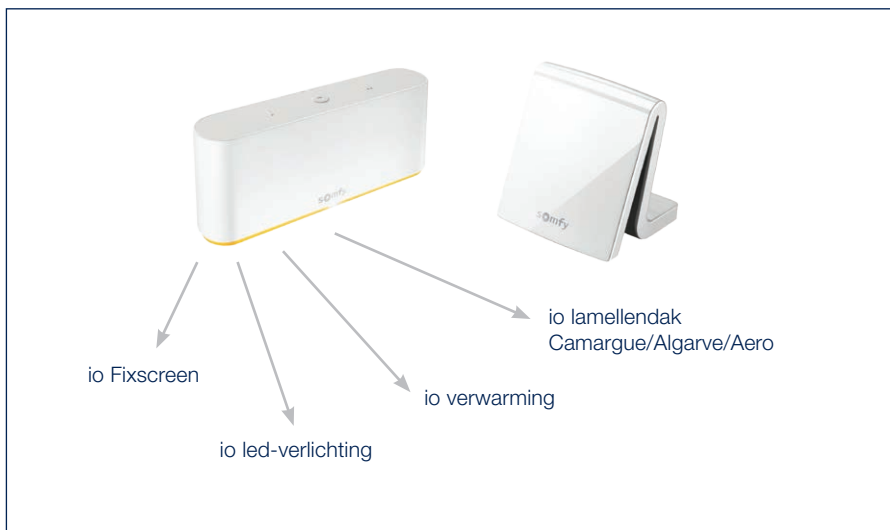 somfy
somfy
io lamellendak
Camargue/Algarve/Aero
io Fixscreen
io verwarming
io led-verlichting